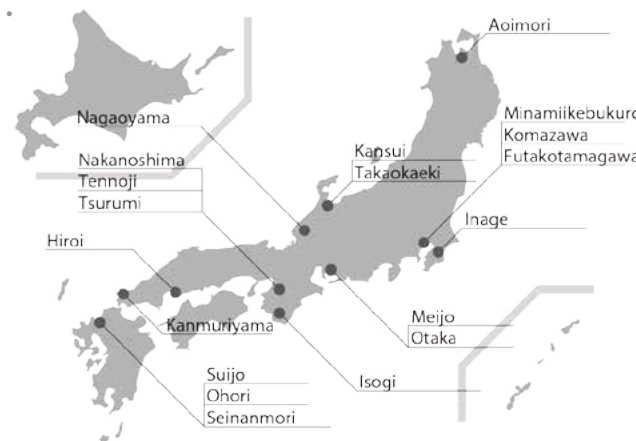 Aoimori
Minamiikebukuro
Komazawa
Futakotamagawa
Nagaoyama
Kansui
Takaokaeki
Nakanoshima
Tennoji
Tsurumi
Inage
Hiroi
Kanmuriyama
Meijo
Otaka
Suijo
Ohori
Seinanmori
Isogi